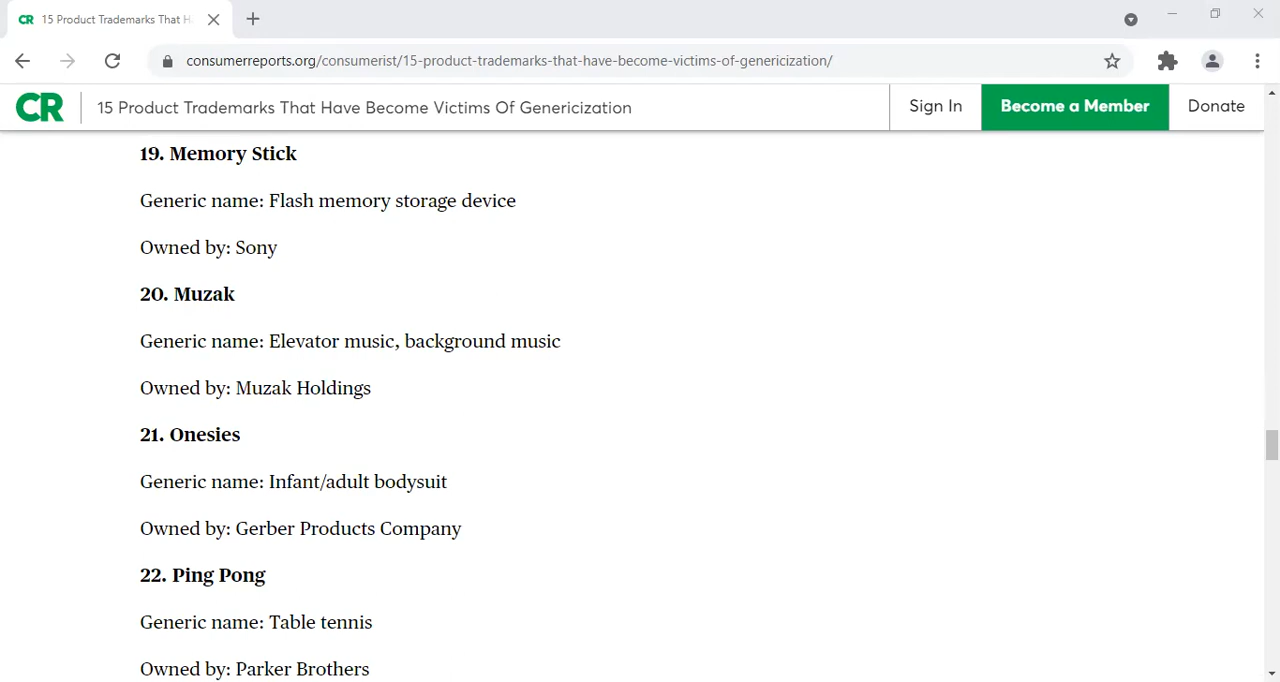 CR 15 Product Trademarks That H
consumerreports.org/consumerist/15-product-trademarks-that-have-become-victims-of-genericization/
CR 15 Product Trademarks That Have Become Victims Of Genericization Sign In Become a Member Donate
19. Memory Stick
Generic name: Flash memory storage device
Owned by: Sony
20. Muzak
Generic name: Elevator music, background music
Owned by: Muzak Holdings
21. Onesies
Generic name: Infant/adult bodysuit
Owned by: Gerber Products Company
22. Ping Pong
Generic name: Table tennis
Owned by: Parker Brothers